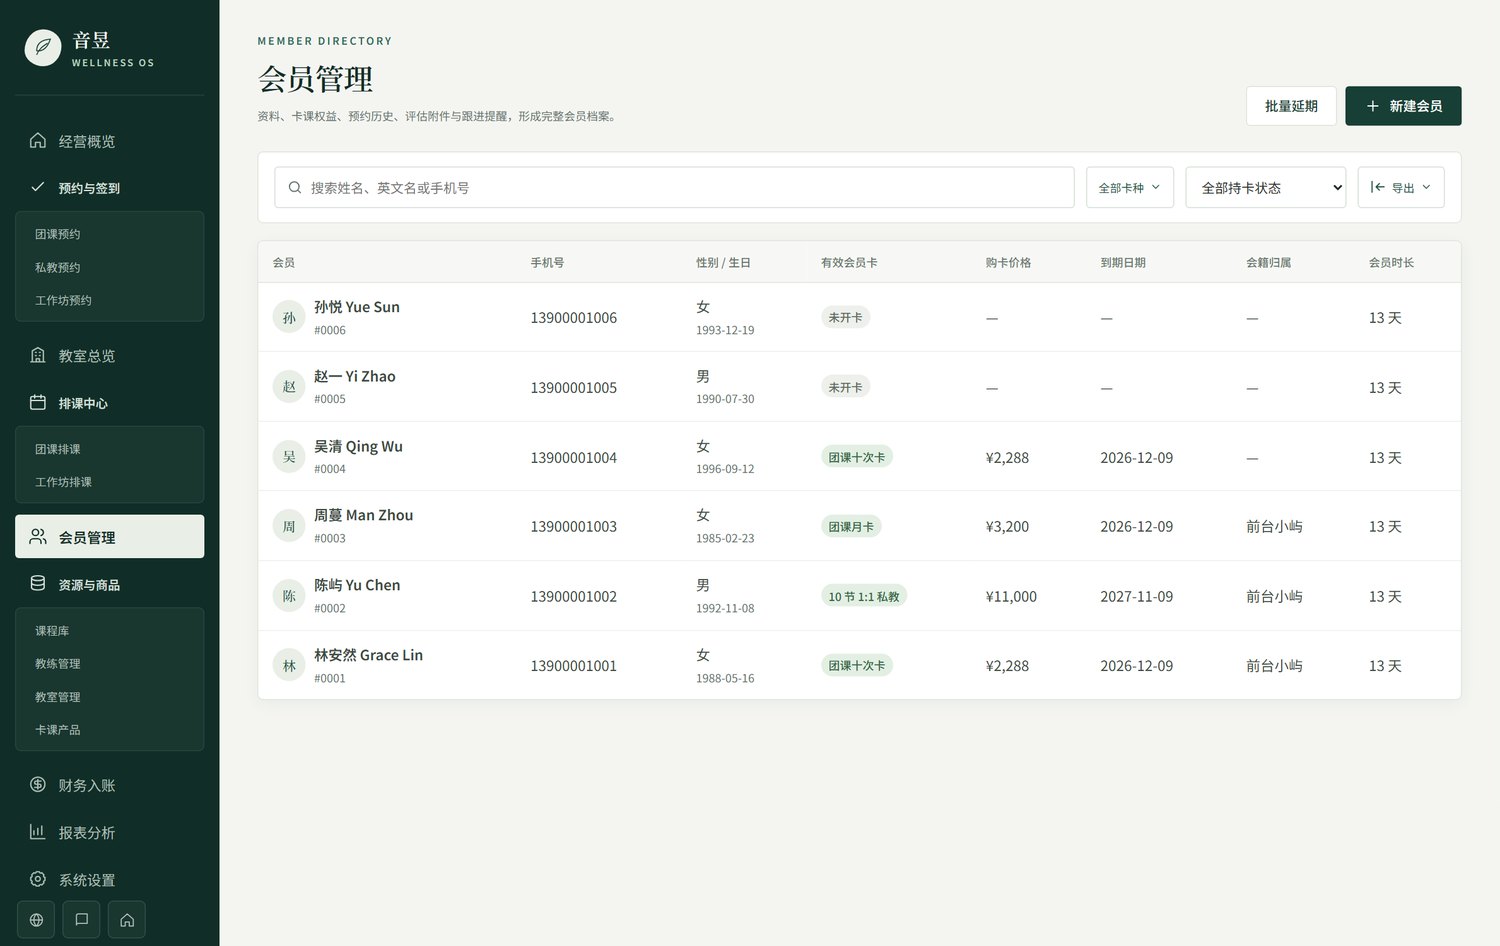 音昱
WELLNESS OS
经营概览
预约与签到
团课预约
私教预约
工作坊预约
教室总览
排课中心
团课排课
工作坊排课
会员管理
资源与商品
课程库
教练管理
教室管理
卡课产品
财务入账
报表分析
系统设置
MEMBER DIRECTORY
会员管理
资料、卡课权益、预约历史、评估附件与跟进提醒，形成完整会员档案。
批量延期
新建会员
搜索姓名、英文名或手机号
全部卡种
全部持卡状态
导出
会员 手机号 性别 / 生日 有效会员卡 购卡价格 到期日期 会籍归属 会员时长
孙 孙悦 Yue Sun 13900001006 女 未开卡 — — — 13 天
#0006 1993-12-19
赵 赵一 Yi Zhao 13900001005 男 未开卡 — — — 13 天
#0005 1990-07-30
吴 吴清 Qing Wu 13900001004 女 团课十次卡 ¥2,288 2026-12-09 — 13 天
#0004 1996-09-12
周 周蔓 Man Zhou 13900001003 女 团课月卡 ¥3,200 2026-12-09 前台小屿 13 天
#0003 1985-02-23
陈 陈屿 Yu Chen 13900001002 男 10 节 1:1 私教 ¥11,000 2027-11-09 前台小屿 13 天
#0002 1992-11-08
林 林安然 Grace Lin 13900001001 女 团课十次卡 ¥2,288 2026-12-09 前台小屿 13 天
#0001 1988-05-16